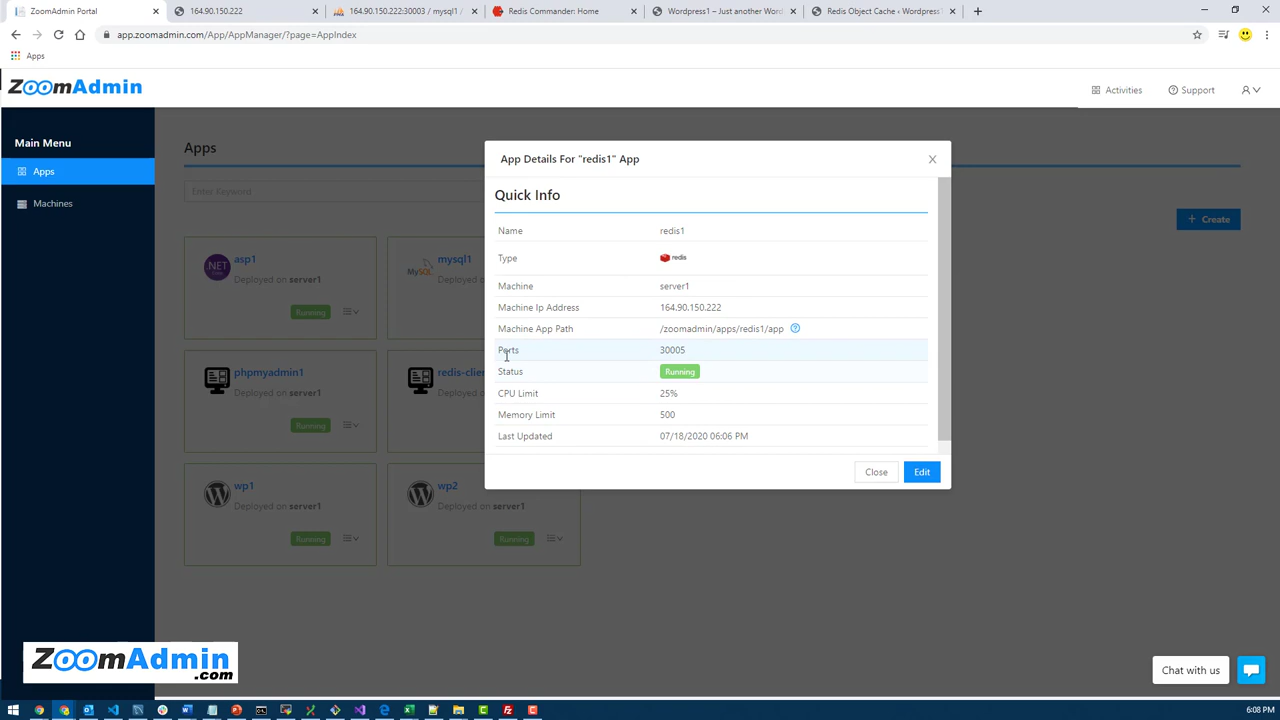 ZoomAdmin Portal
164.90.150.222
164.90.150.222:30003 / mysql1 /
Redis Commander: Home
Wordpress1 – Just another Word
Redis Object Cache ‹ Wordpress1
app.zoomadmin.com/App/AppManager/?page=AppIndex
Apps
ZoomAdmin
Activities
Support
Main Menu
Apps
Machines
Apps
Enter Keyword
Create
asp1
Deployed on server1
Running
mysql1
Deployed
phpmyadmin1
Deployed on server1
Running
redis-clien
Deployed
wp1
Deployed on server1
Running
wp2
Deployed on server1
Running
App Details For "redis1" App
Quick Info
Name redis1
Type redis
Machine server1
Machine Ip Address 164.90.150.222
Machine App Path /zoomadmin/apps/redis1/app
Ports 30005
Status Running
CPU Limit 25%
Memory Limit 500
Last Updated 07/18/2020 06:06 PM
Close
Edit
ZoomAdmin
.com
Chat with us
6:08 PM